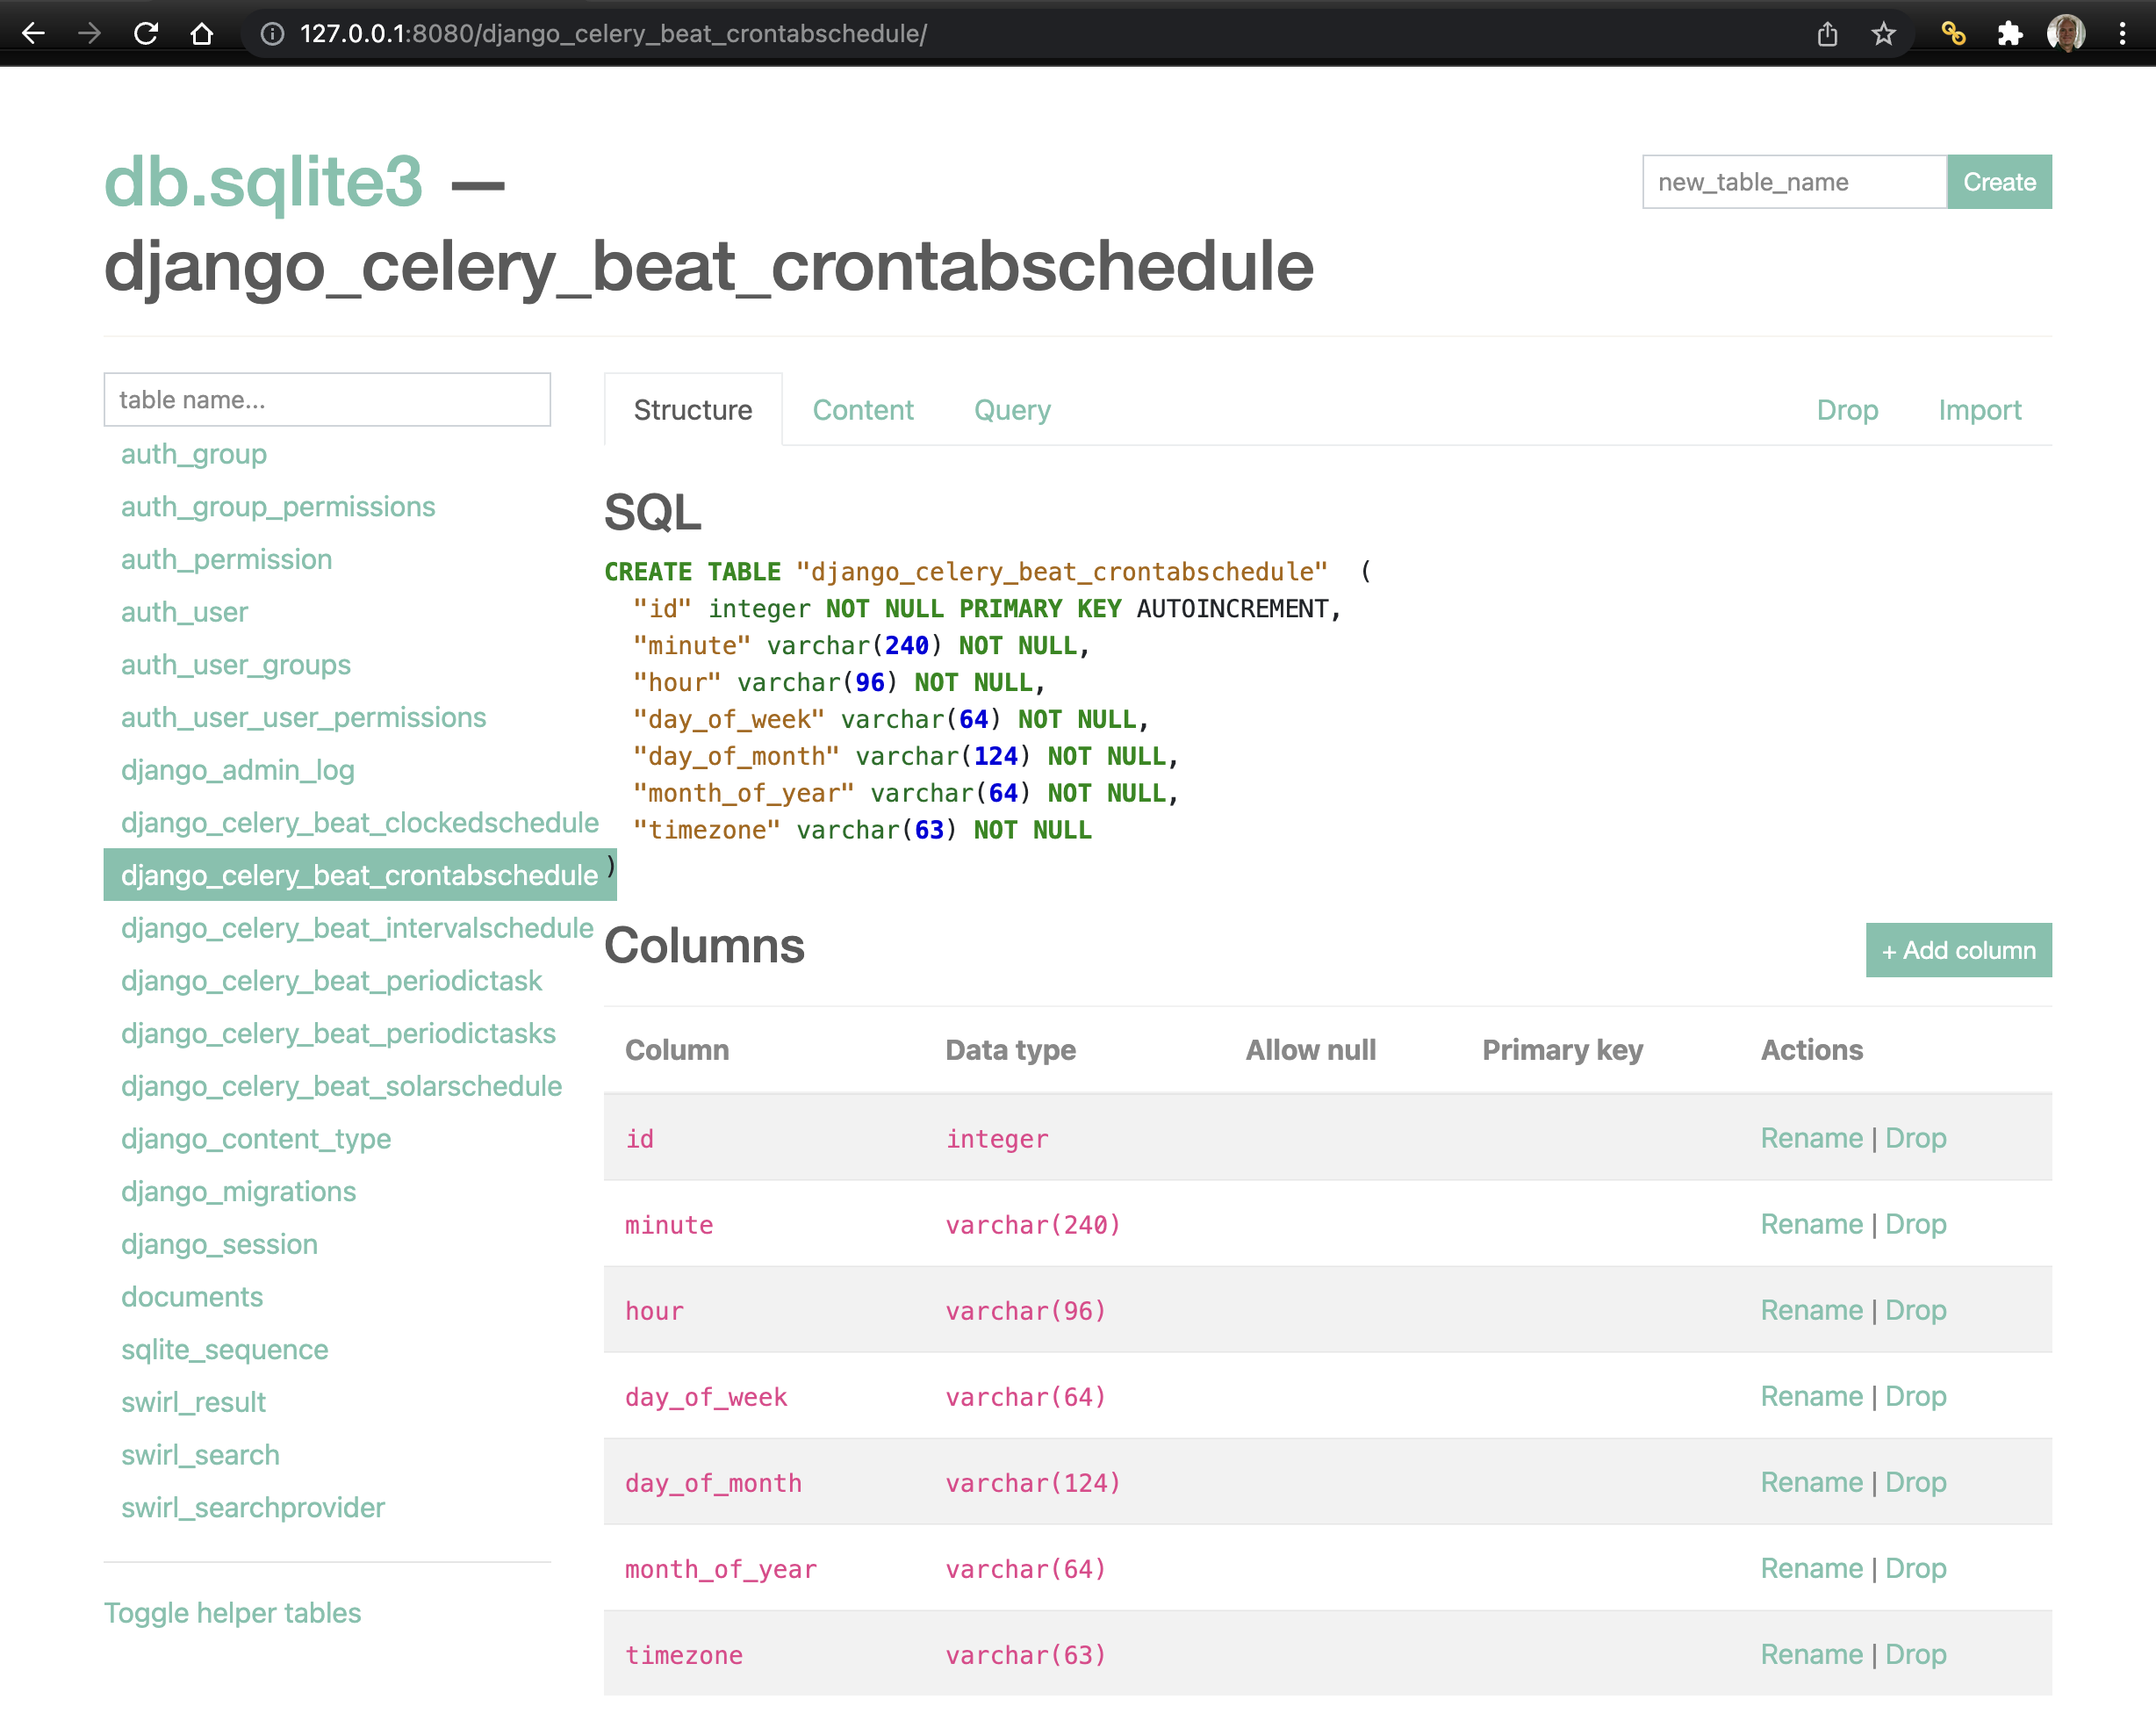 127.0.0.1:8080/django_celery_beat_crontabschedule/
db.sqlite3 —
django_celery_beat_crontabschedule
new_table_name Create
table name...
auth_group
auth_group_permissions
auth_permission
auth_user
auth_user_groups
auth_user_user_permissions
django_admin_log
django_celery_beat_clockedschedule
django_celery_beat_crontabschedule
django_celery_beat_intervalschedule
django_celery_beat_periodictask
django_celery_beat_periodictasks
django_celery_beat_solarschedule
django_content_type
django_migrations
django_session
documents
sqlite_sequence
swirl_result
swirl_search
swirl_searchprovider
Toggle helper tables
Structure Content Query Drop Import
SQL
CREATE TABLE "django_celery_beat_crontabschedule" (
"id" integer NOT NULL PRIMARY KEY AUTOINCREMENT,
"minute" varchar(240) NOT NULL,
"hour" varchar(96) NOT NULL,
"day_of_week" varchar(64) NOT NULL,
"day_of_month" varchar(124) NOT NULL,
"month_of_year" varchar(64) NOT NULL,
"timezone" varchar(63) NOT NULL
)
Columns + Add column
Column Data type Allow null Primary key Actions
id integer Rename | Drop
minute varchar(240) Rename | Drop
hour varchar(96) Rename | Drop
day_of_week varchar(64) Rename | Drop
day_of_month varchar(124) Rename | Drop
month_of_year varchar(64) Rename | Drop
timezone varchar(63) Rename | Drop